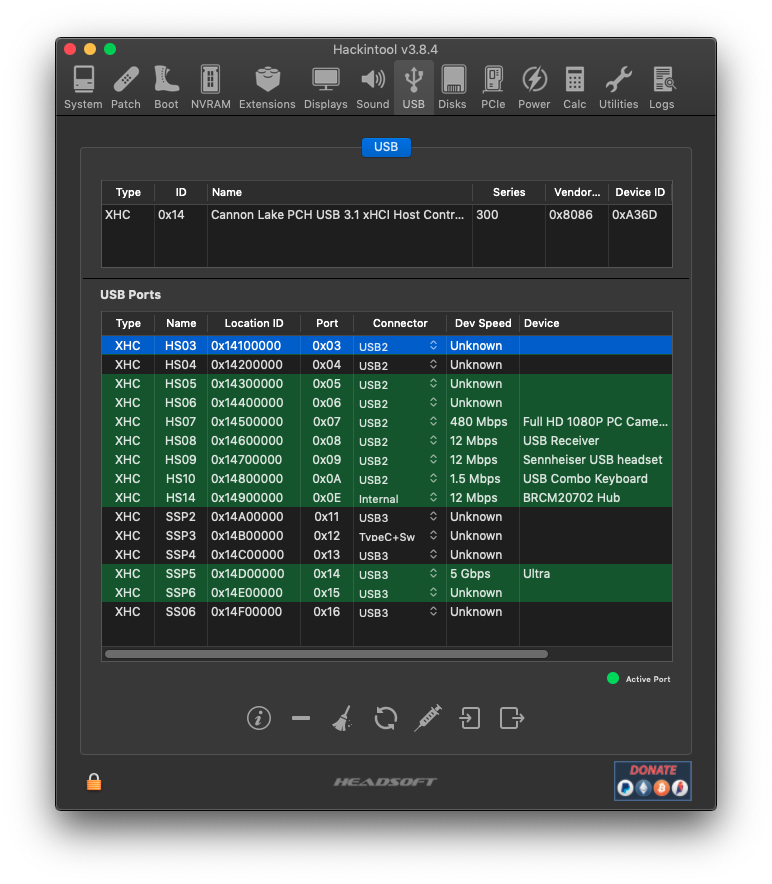 Hackintool v3.8.4
System Patch Boot NVRAM Extensions Displays Sound USB Disks PCIe Power Calc Utilities Logs
USB
Type ID Name Series Vendor... Device ID
XHC 0x14 Cannon Lake PCH USB 3.1 xHCI Host Contr... 300 0x8086 0xA36D
USB Ports
Type Name Location ID Port Connector Dev Speed Device
XHC HS03 0x14100000 0x03 USB2 Unknown
XHC HS04 0x14200000 0x04 USB2 Unknown
XHC HS05 0x14300000 0x05 USB2 Unknown
XHC HS06 0x14400000 0x06 USB2 Unknown
XHC HS07 0x14500000 0x07 USB2 480 Mbps Full HD 1080P PC Came...
XHC HS08 0x14600000 0x08 USB2 12 Mbps USB Receiver
XHC HS09 0x14700000 0x09 USB2 12 Mbps Sennheiser USB headset
XHC HS10 0x14800000 0x0A USB2 1.5 Mbps USB Combo Keyboard
XHC HS14 0x14900000 0x0E Internal 12 Mbps BRCM20702 Hub
XHC SSP2 0x14A00000 0x11 USB3 Unknown
XHC SSP3 0x14B00000 0x12 TypeC+Sw Unknown
XHC SSP4 0x14C00000 0x13 USB3 Unknown
XHC SSP5 0x14D00000 0x14 USB3 5 Gbps Ultra
XHC SSP6 0x14E00000 0x15 USB3 Unknown
XHC SS06 0x14F00000 0x16 USB3 Unknown
Active Port
HEADSOFT
DONATE